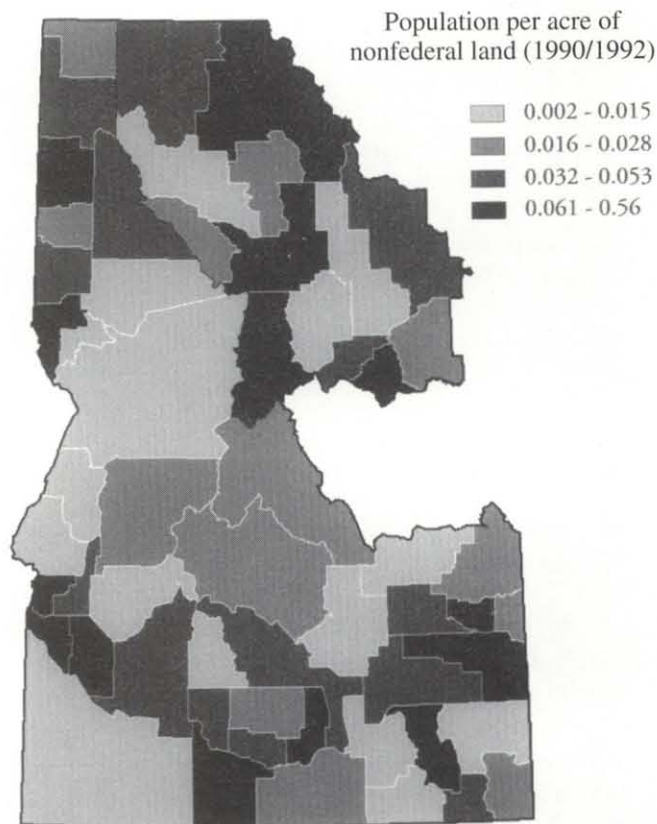 Population per acre of
nonfederal land (1990/1992)
0.002 - 0.015
0.016 - 0.028
0.032 - 0.053
0.061 - 0.56